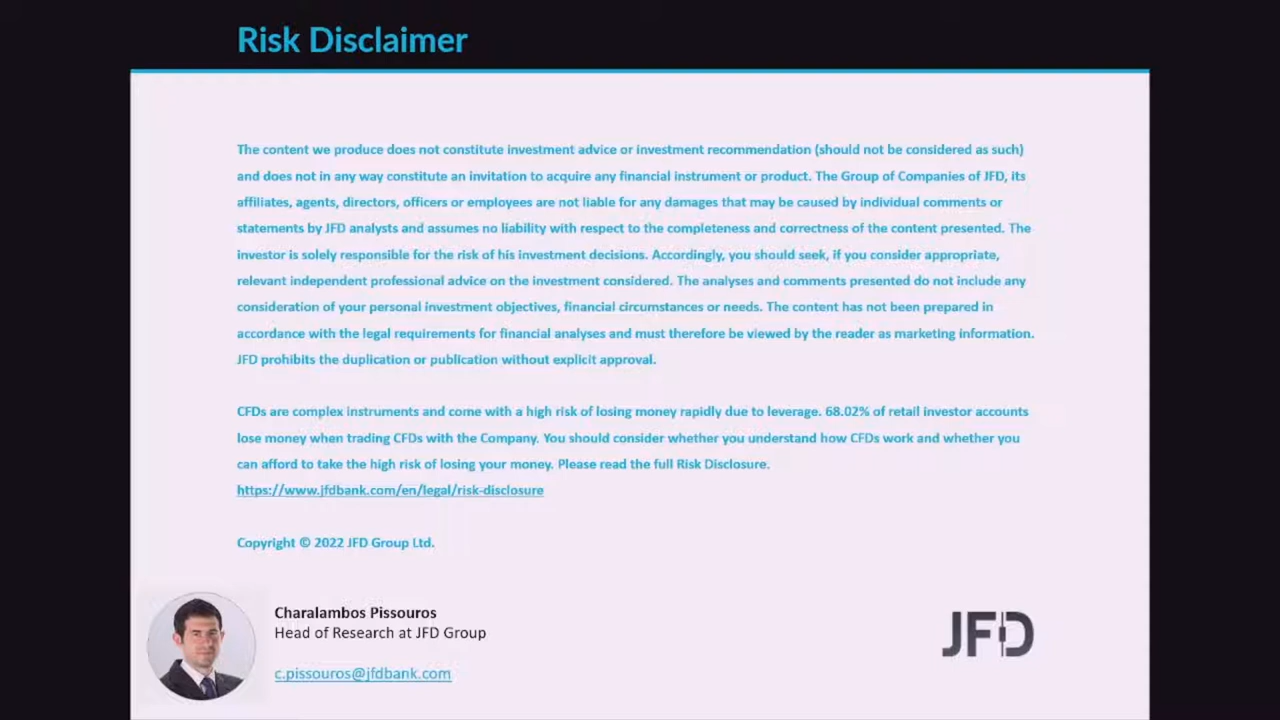 Risk Disclaimer
The content we produce does not constitute investment advice or investment recommendation (should not be considered as such)
and does not in any way constitute an invitation to acquire any financial instrument or product. The Group of Companies of JFD, its
affiliates, agents, directors, officers or employees are not liable for any damages that may be caused by individual comments or
statements by JFD analysts and assumes no liability with respect to the completeness and correctness of the content presented. The
investor is solely responsible for the risk of his investment decisions. Accordingly, you should seek, if you consider appropriate,
relevant independent professional advice on the investment considered. The analyses and comments presented do not include any
consideration of your personal investment objectives, financial circumstances or needs. The content has not been prepared in
accordance with the legal requirements for financial analyses and must therefore be viewed by the reader as marketing information.
JFD prohibits the duplication or publication without explicit approval.
CFDs are complex instruments and come with a high risk of losing money rapidly due to leverage. 68.02% of retail investor accounts
lose money when trading CFDs with the Company. You should consider whether you understand how CFDs work and whether you
can afford to take the high risk of losing your money. Please read the full Risk Disclosure.
https://www.jfdbank.com/en/legal/risk-disclosure
Copyright © 2022 JFD Group Ltd.
Charalambos Pissouros
Head of Research at JFD Group
c.pissouros@jfdbank.com
JFD